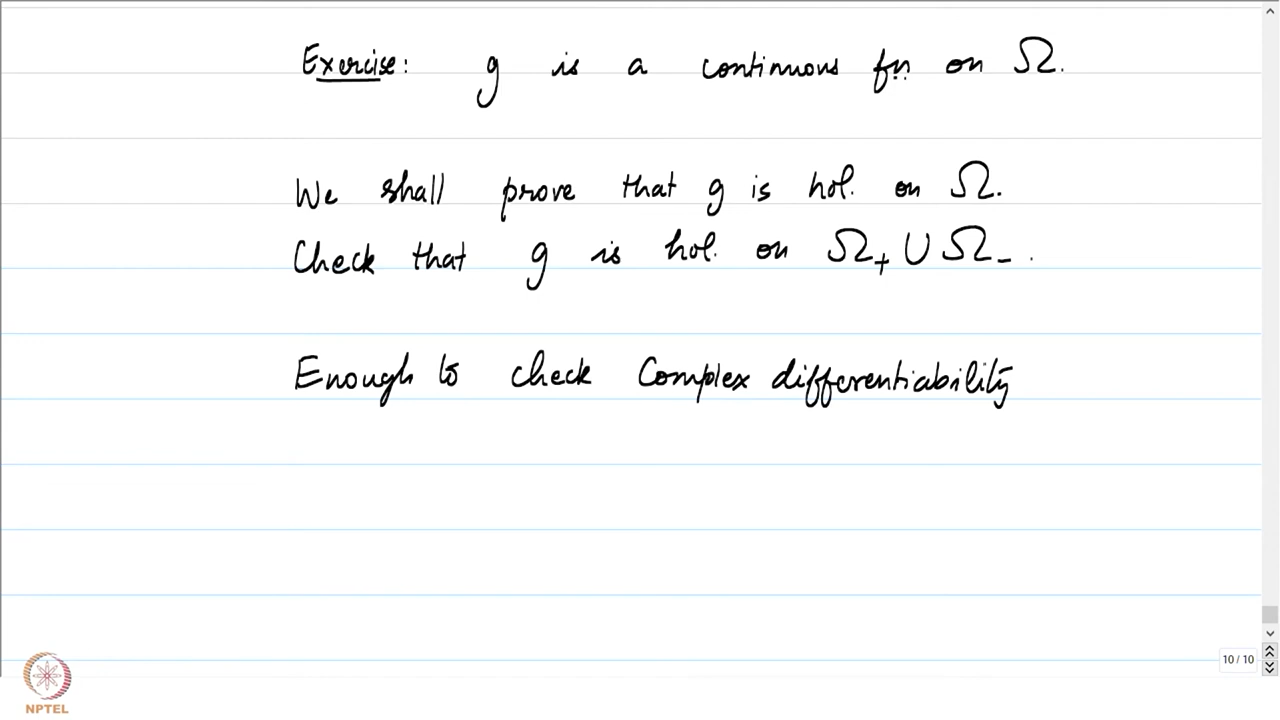 Exercise: g is a continuous fn. on Ω.
We shall prove that g is hol. on Ω.
Check that g is hol. on Ω₊ ∪ Ω₋.
Enough to check Complex differentiability
10 / 10
NPTEL